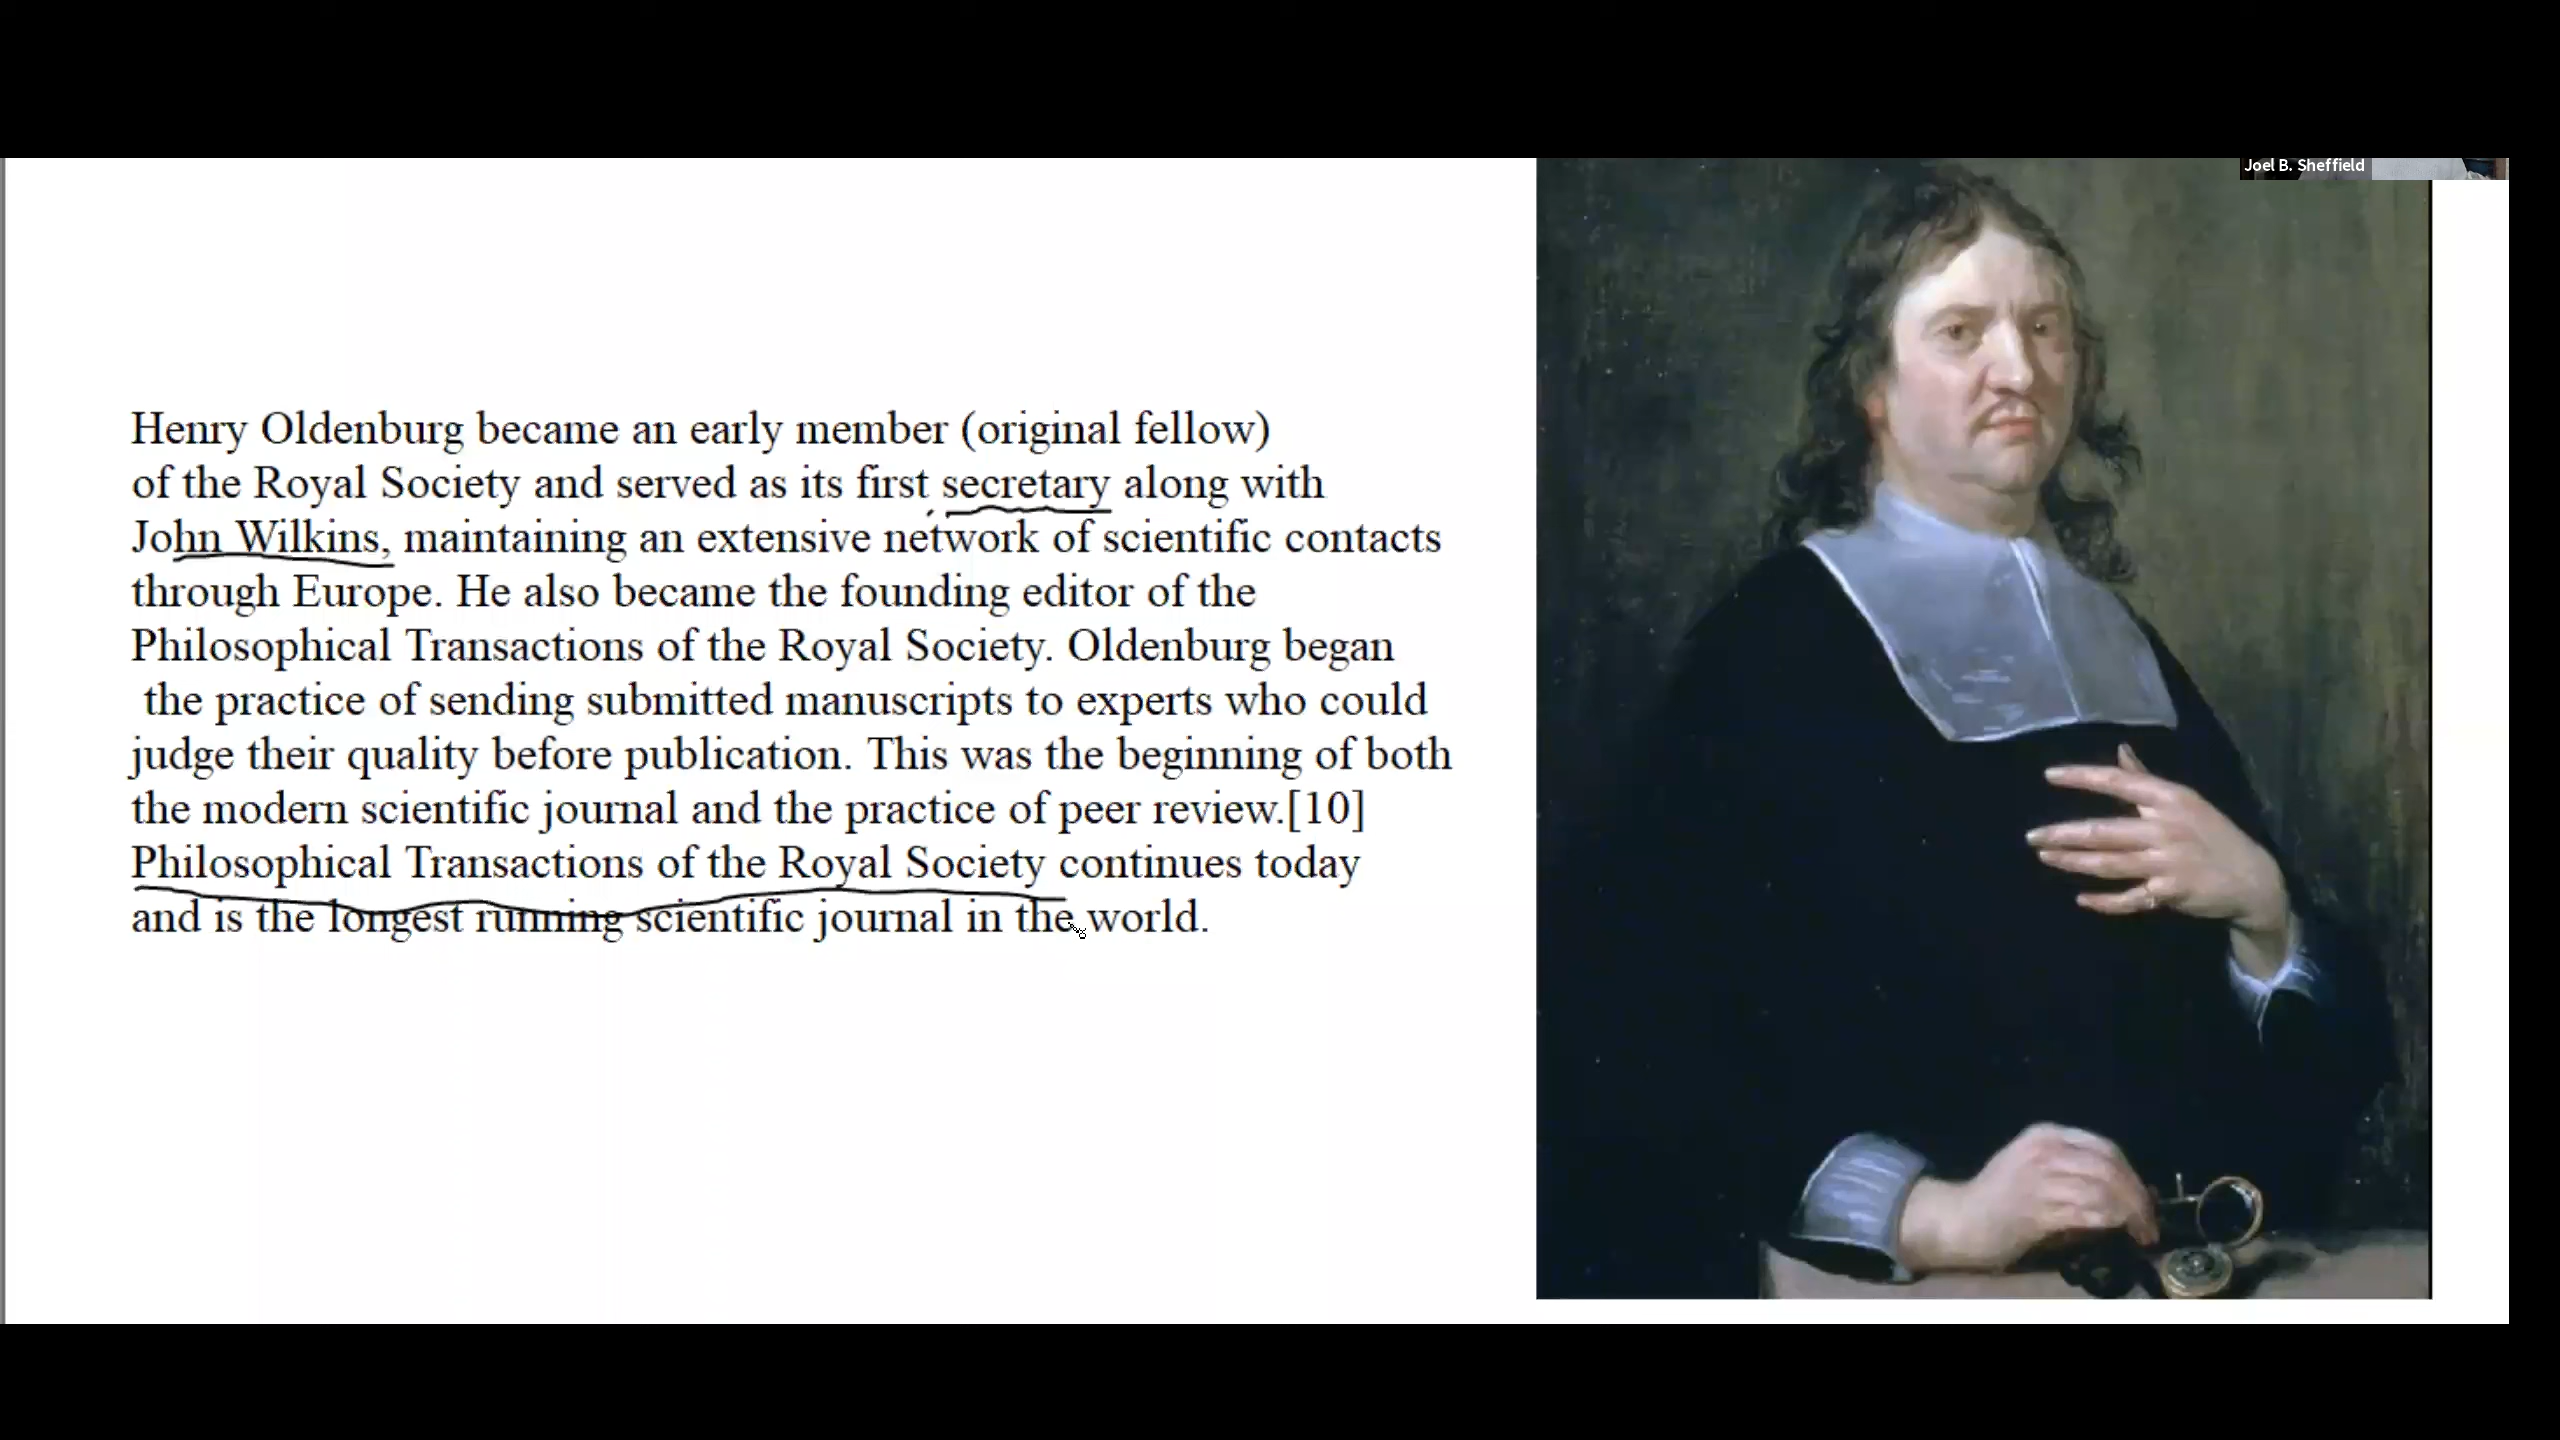 Joel B. Sheffield
Henry Oldenburg became an early member (original fellow)
of the Royal Society and served as its first secretary along with
John Wilkins, maintaining an extensive network of scientific contacts
through Europe. He also became the founding editor of the
Philosophical Transactions of the Royal Society. Oldenburg began
the practice of sending submitted manuscripts to experts who could
judge their quality before publication. This was the beginning of both
the modern scientific journal and the practice of peer review.[10]
Philosophical Transactions of the Royal Society continues today
and is the longest running scientific journal in the world.